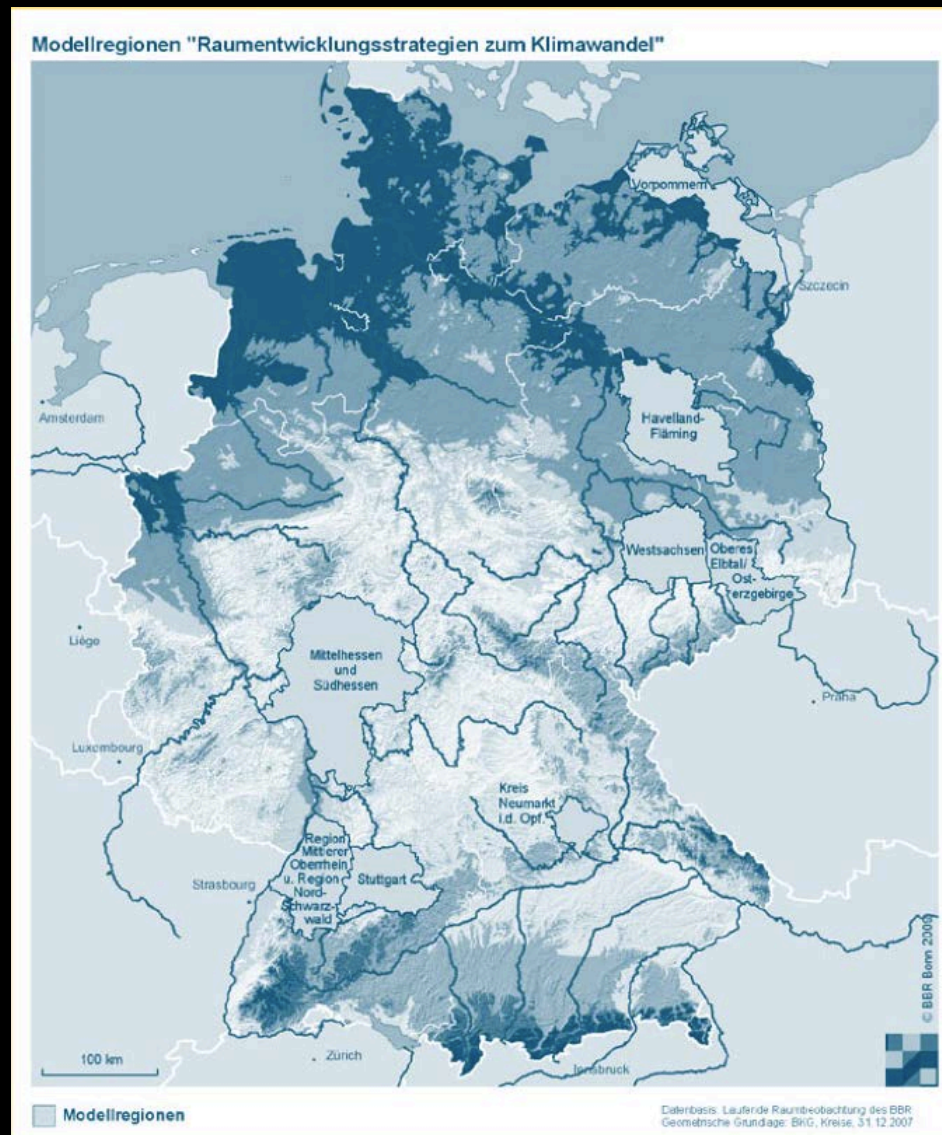 Modellregionen "Raumentwicklungsstrategien zum Klimawandel"
Vorpommern
Szczecin
Amsterdam
Havelland-
Fläming
Westsachsen
Oberes
Elbtal/
Ost-
erzgebirge
Liége
Mittelhessen
und
Südhessen
Praha
Luxembourg
Kreis
Neumarkt
i.d. Opf.
Region
Mittlerer
Oberrhein
u. Region
Nord-
Schwarz-
wald
Strasbourg
Stuttgart
Zürich
Innsbruck
100 km
© BBR Bonn
Modellregionen
Datenbasis: Laufende Raumbeobachtung des BBR
Geometrische Grundlage: BKG, Kreise, 31.12.2007